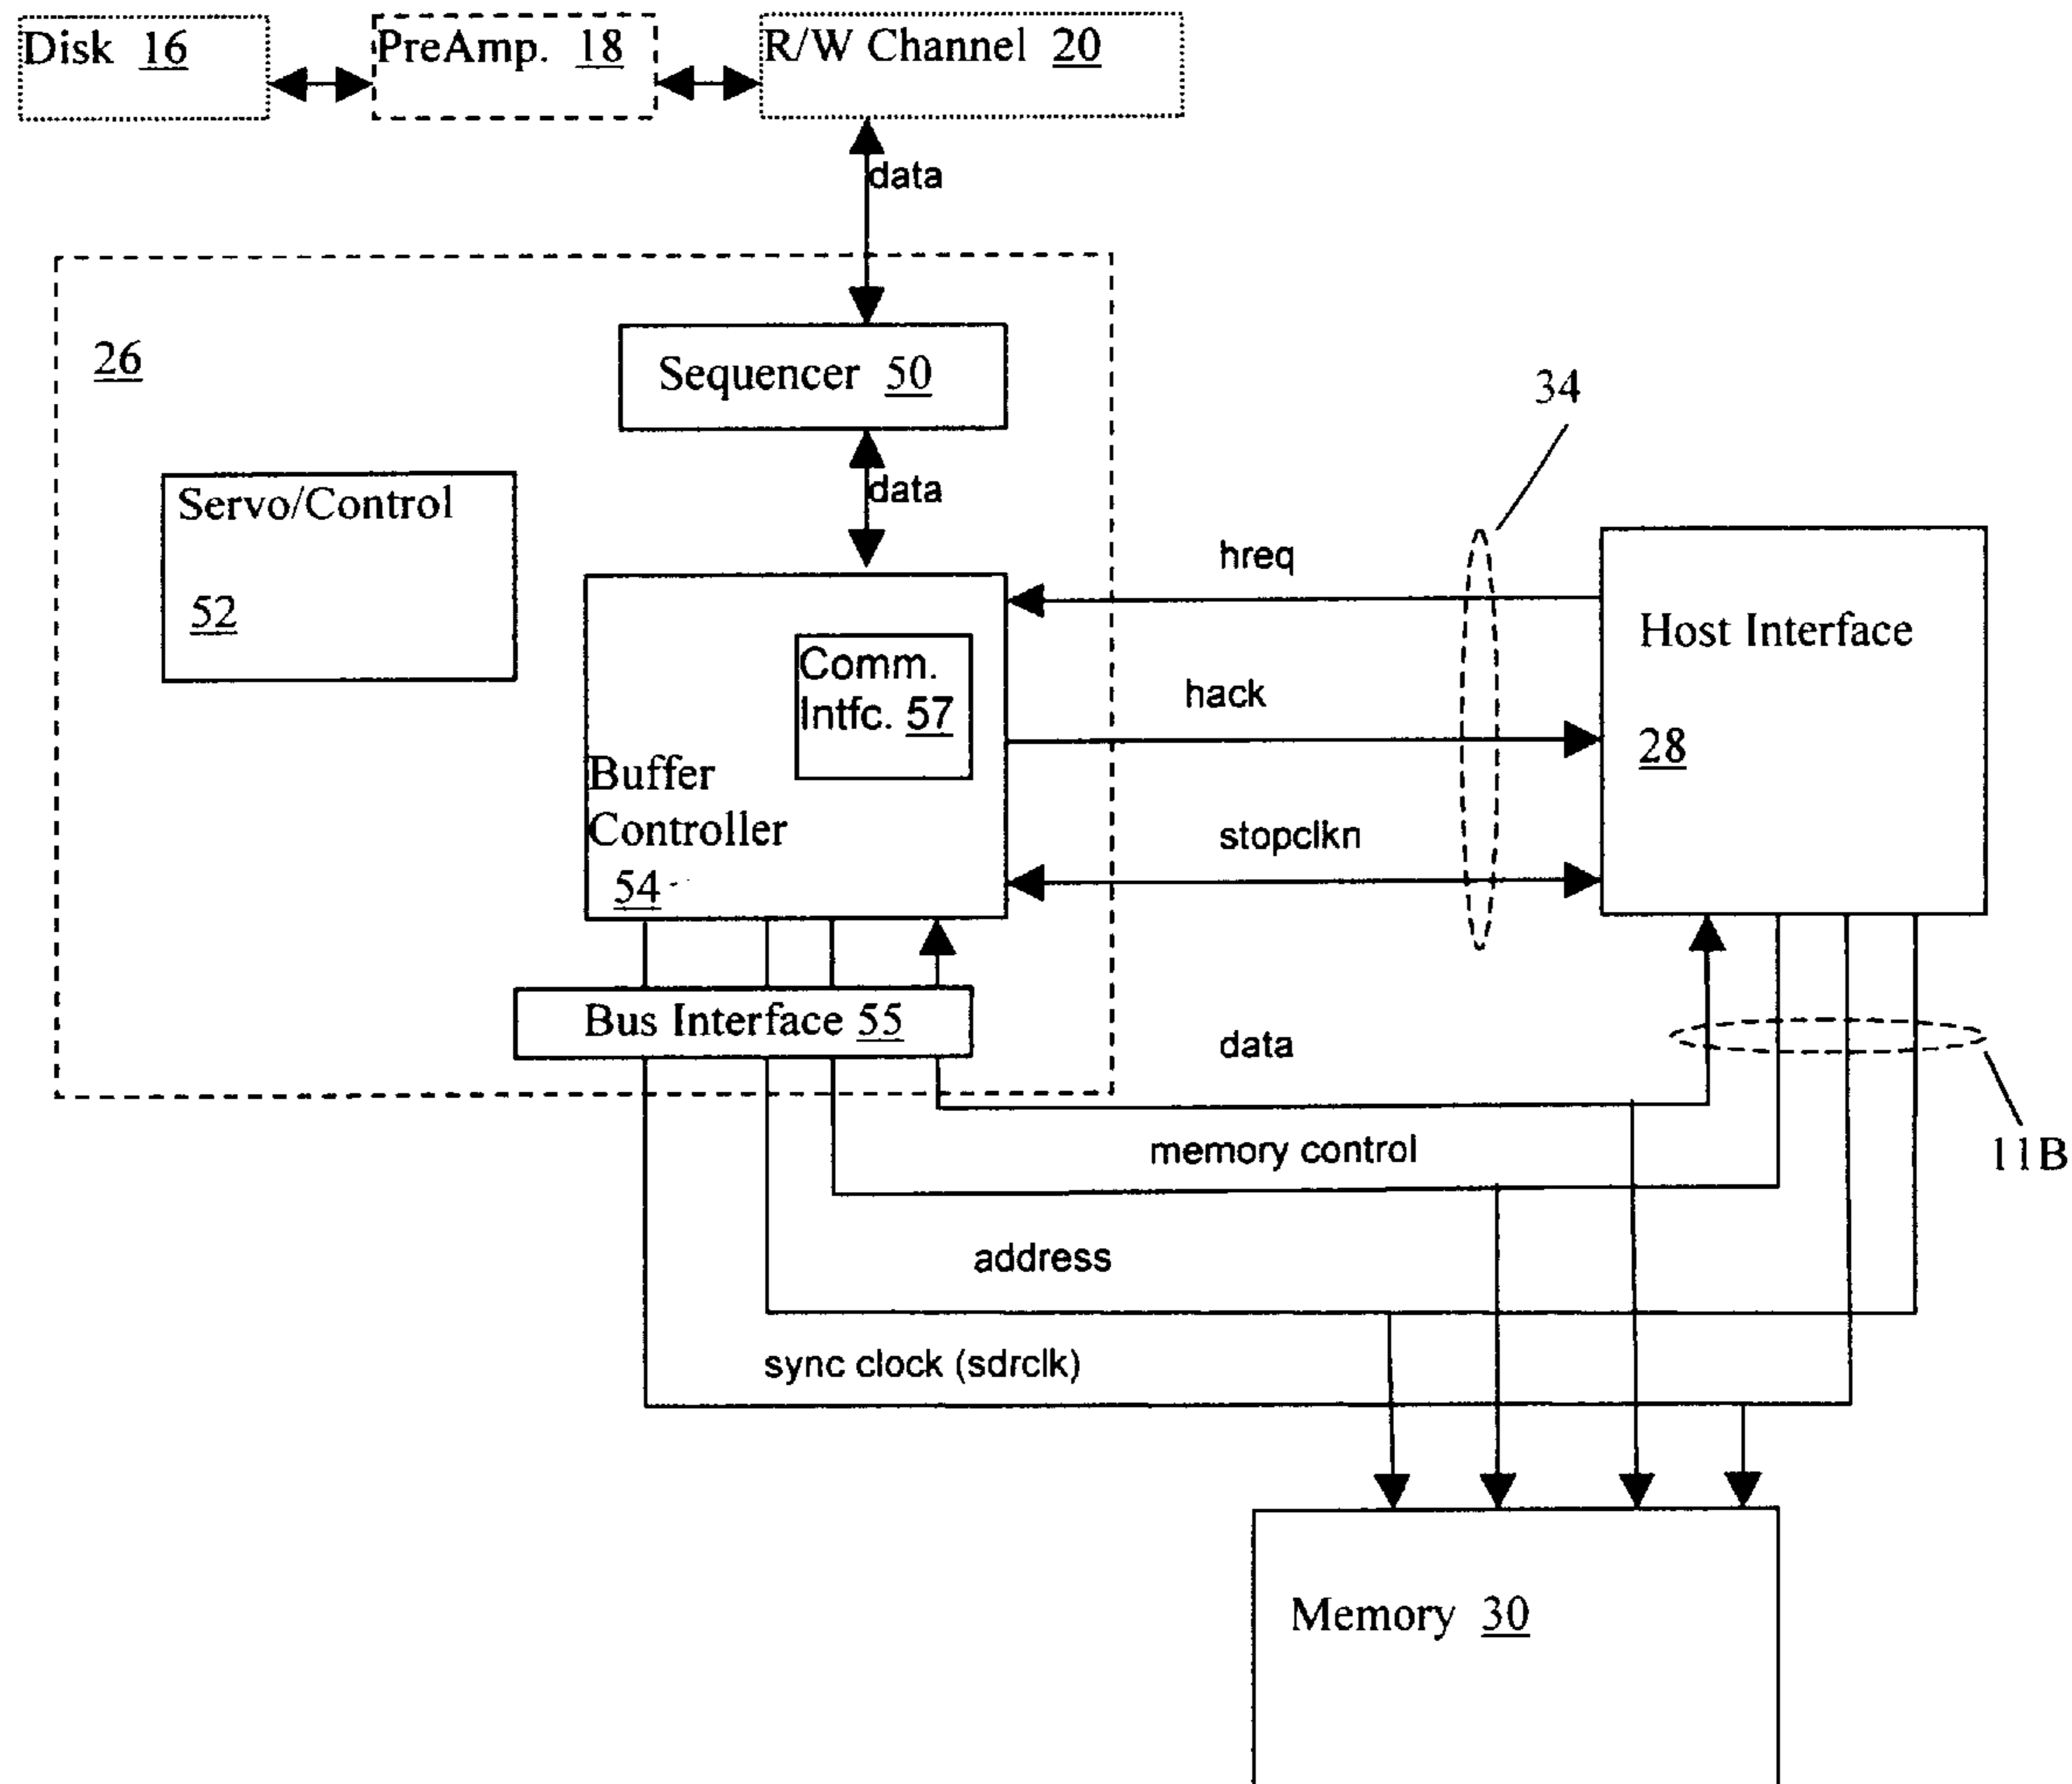 Disk 16
PreAmp. 18
R/W Channel 20
data
26
Sequencer 50
34
data
Servo/Control
52
hreq
Host Interface
28
Comm.
Intfc. 57
hack
Buffer
Controller
54
stopclkn
Bus Interface 55
data
11B
memory control
address
sync clock (sdrclk)
Memory 30